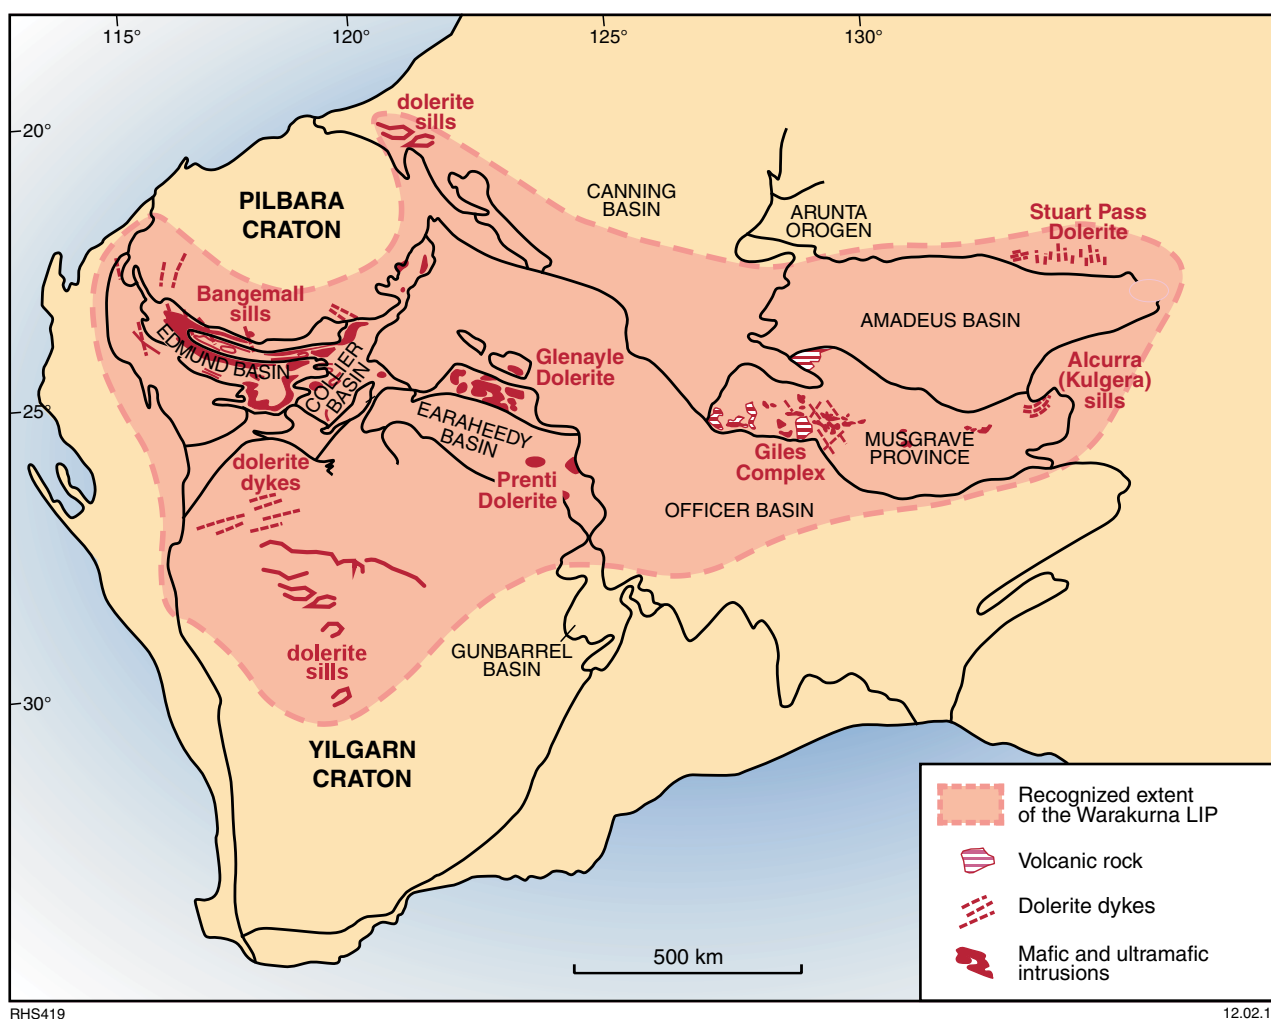 115°
120°
125°
130°
20°
25°
30°
dolerite
sills
PILBARA
CRATON
CANNING
BASIN
ARUNTA
OROGEN
Stuart Pass
Dolerite
Bangemall
sills
EDMUND BASIN
COLLIER
BASIN
AMADEUS BASIN
Glenayle
Dolerite
Alcurra
(Kulgera)
sills
EARAHEEDY
BASIN
MUSGRAVE
PROVINCE
Giles
Complex
dolerite
dykes
Prenti
Dolerite
OFFICER BASIN
GUNBARREL
BASIN
dolerite
sills
YILGARN
CRATON
500 km
Recognized extent
of the Warakurna LIP
Volcanic rock
Dolerite dykes
Mafic and ultramafic
intrusions
RHS419
12.02.1